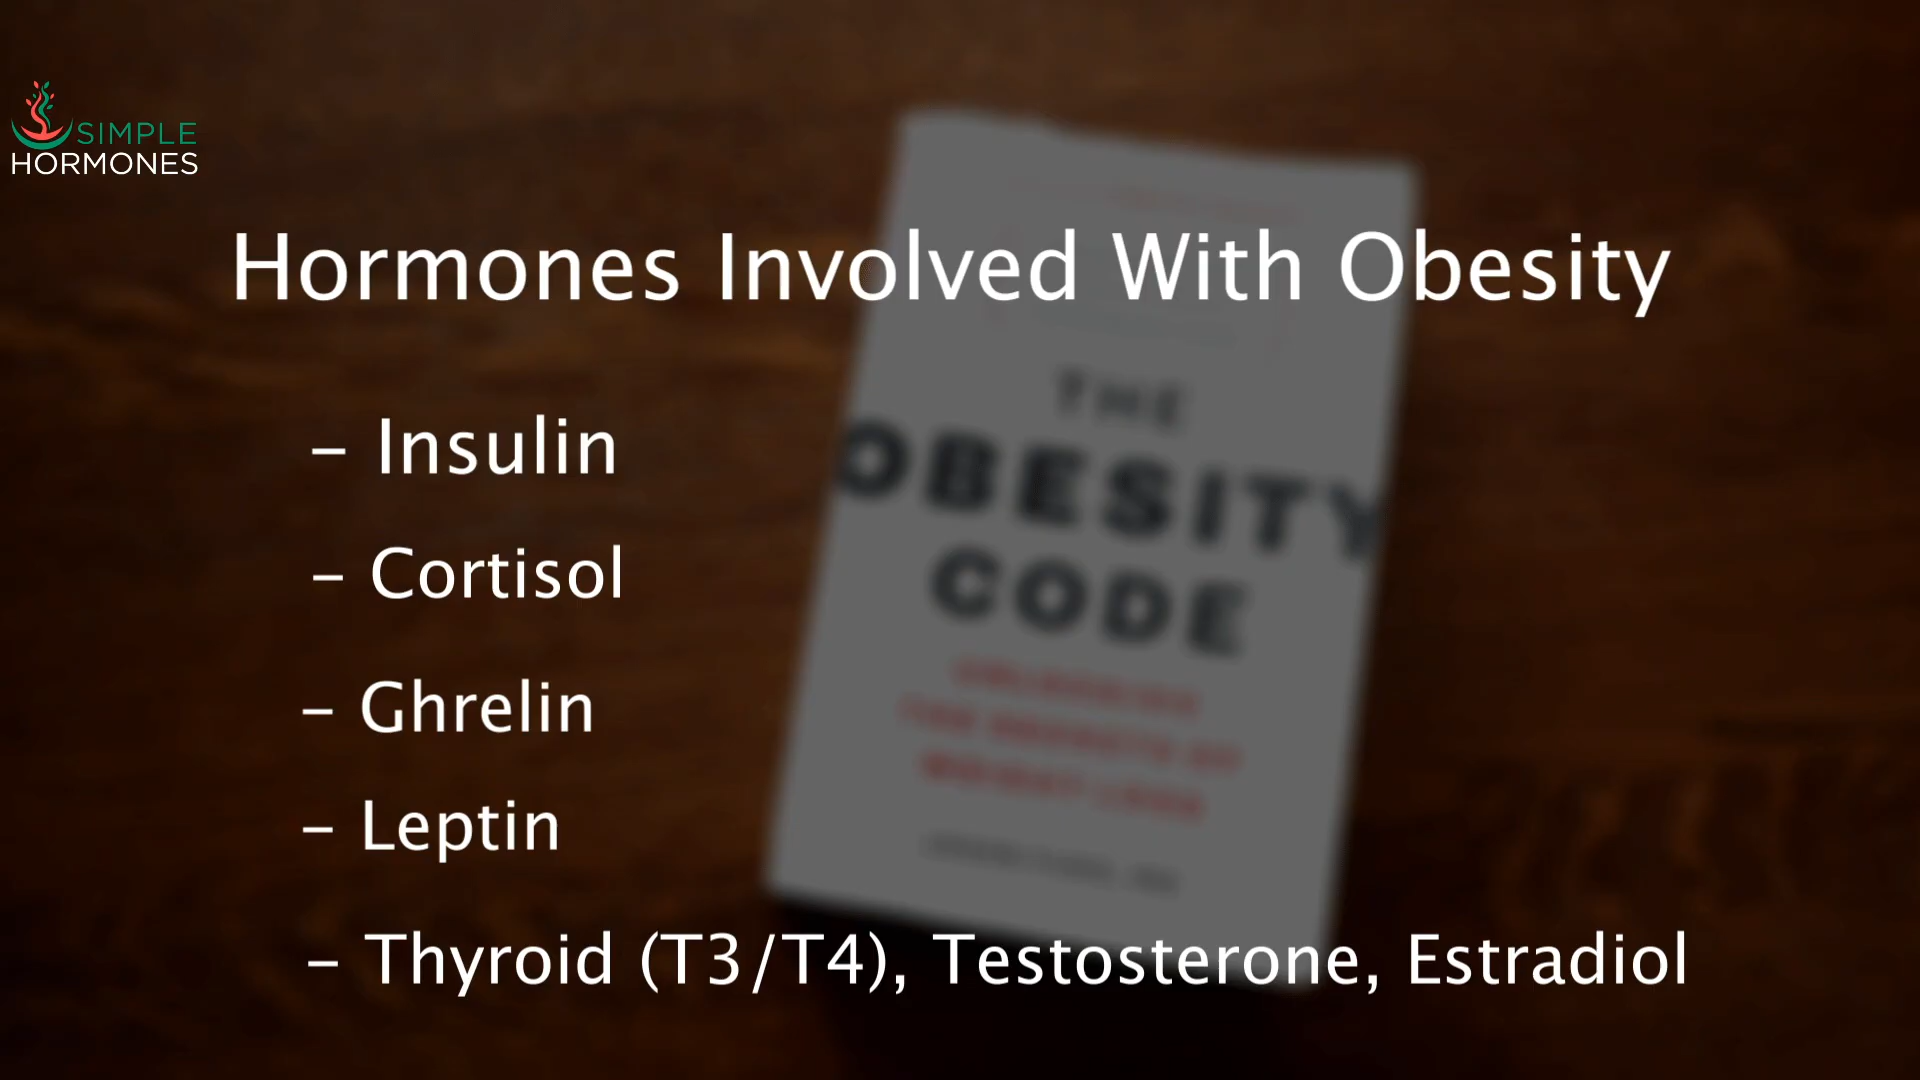 SIMPLE
HORMONES
Hormones Involved With Obesity
THE
OBESITY
CODE
– Insulin
– Cortisol
– Ghrelin
– Leptin
– Thyroid (T3/T4), Testosterone, Estradiol